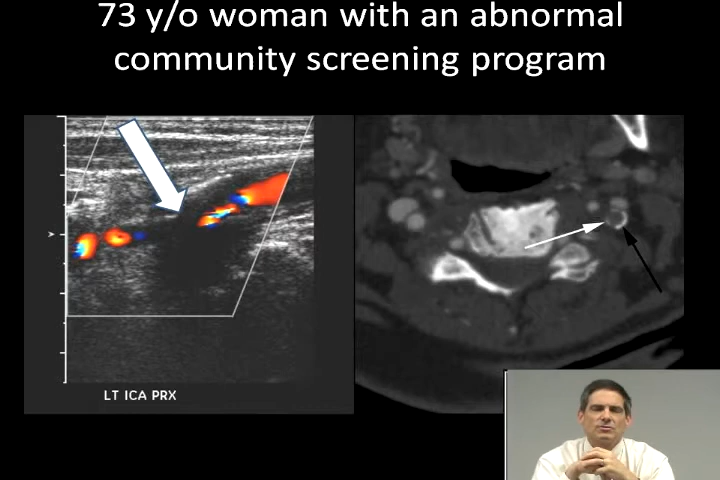 73 y/o woman with an abnormal
community screening program
LT ICA PRX